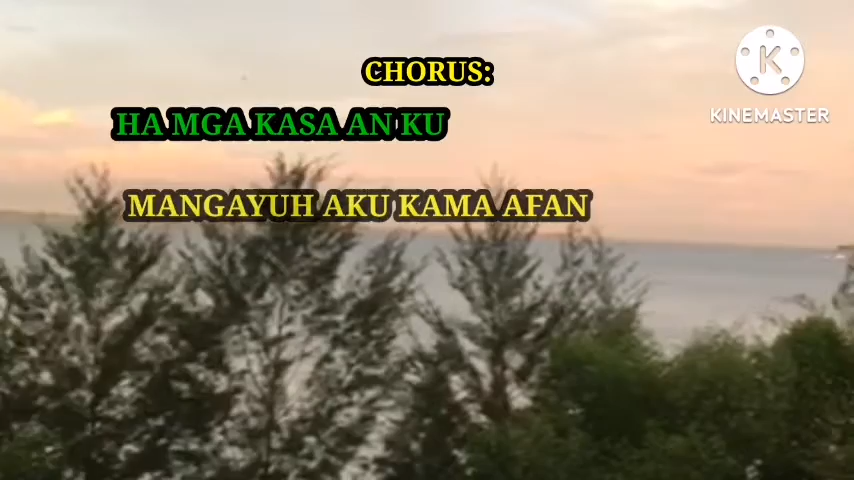 CHORUS:
HA MGA KASA AN KU
KINEMASTER
MANGAYUH AKU KAMA AFAN